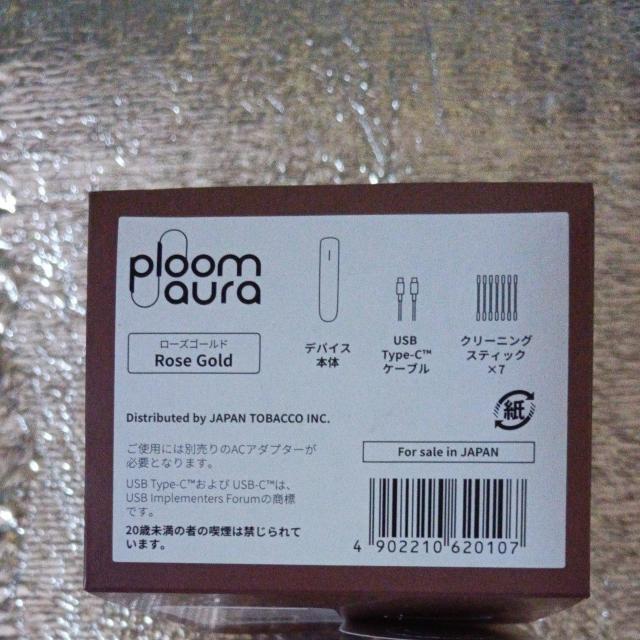 ploom
aura
ローズゴールド
Rose Gold
デバイス
本体
USB
Type-C™
ケーブル
クリーニング
スティック
×7
紙
Distributed by JAPAN TOBACCO INC.
ご使用には別売りのACアダプターが
必要となります。
USB Type-C™および USB-C™は、
USB Implementers Forumの商標
です。
20歳未満の者の喫煙は禁じられて
います。
For sale in JAPAN
4 902210 620107